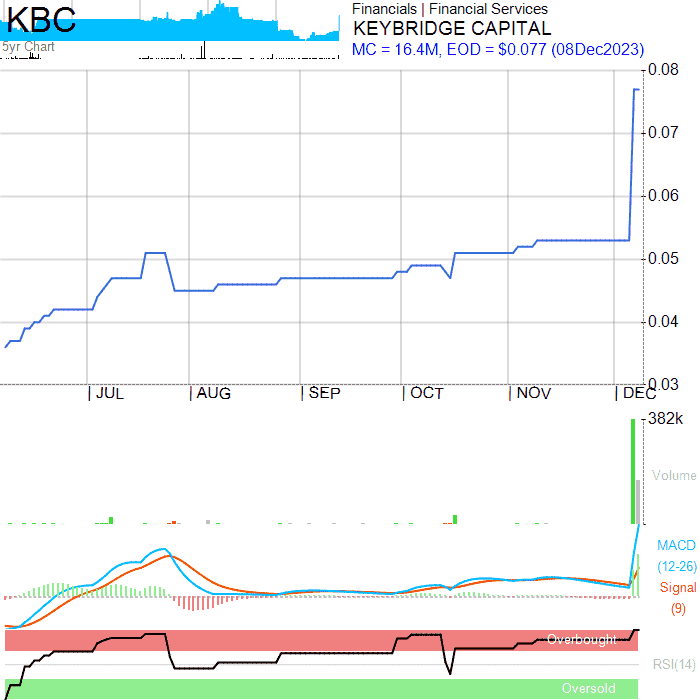 KBC
5yr Chart
Financials | Financial Services
KEYBRIDGE CAPITAL
MC = 16.4M, EOD = $0.077 (08Dec2023)
0.08
0.07
0.06
0.05
0.04
0.03
JUL AUG SEP OCT NOV DEC
382k
Volume
MACD
(12-26)
Signal
(9)
Overbought
RSI(14)
Oversold